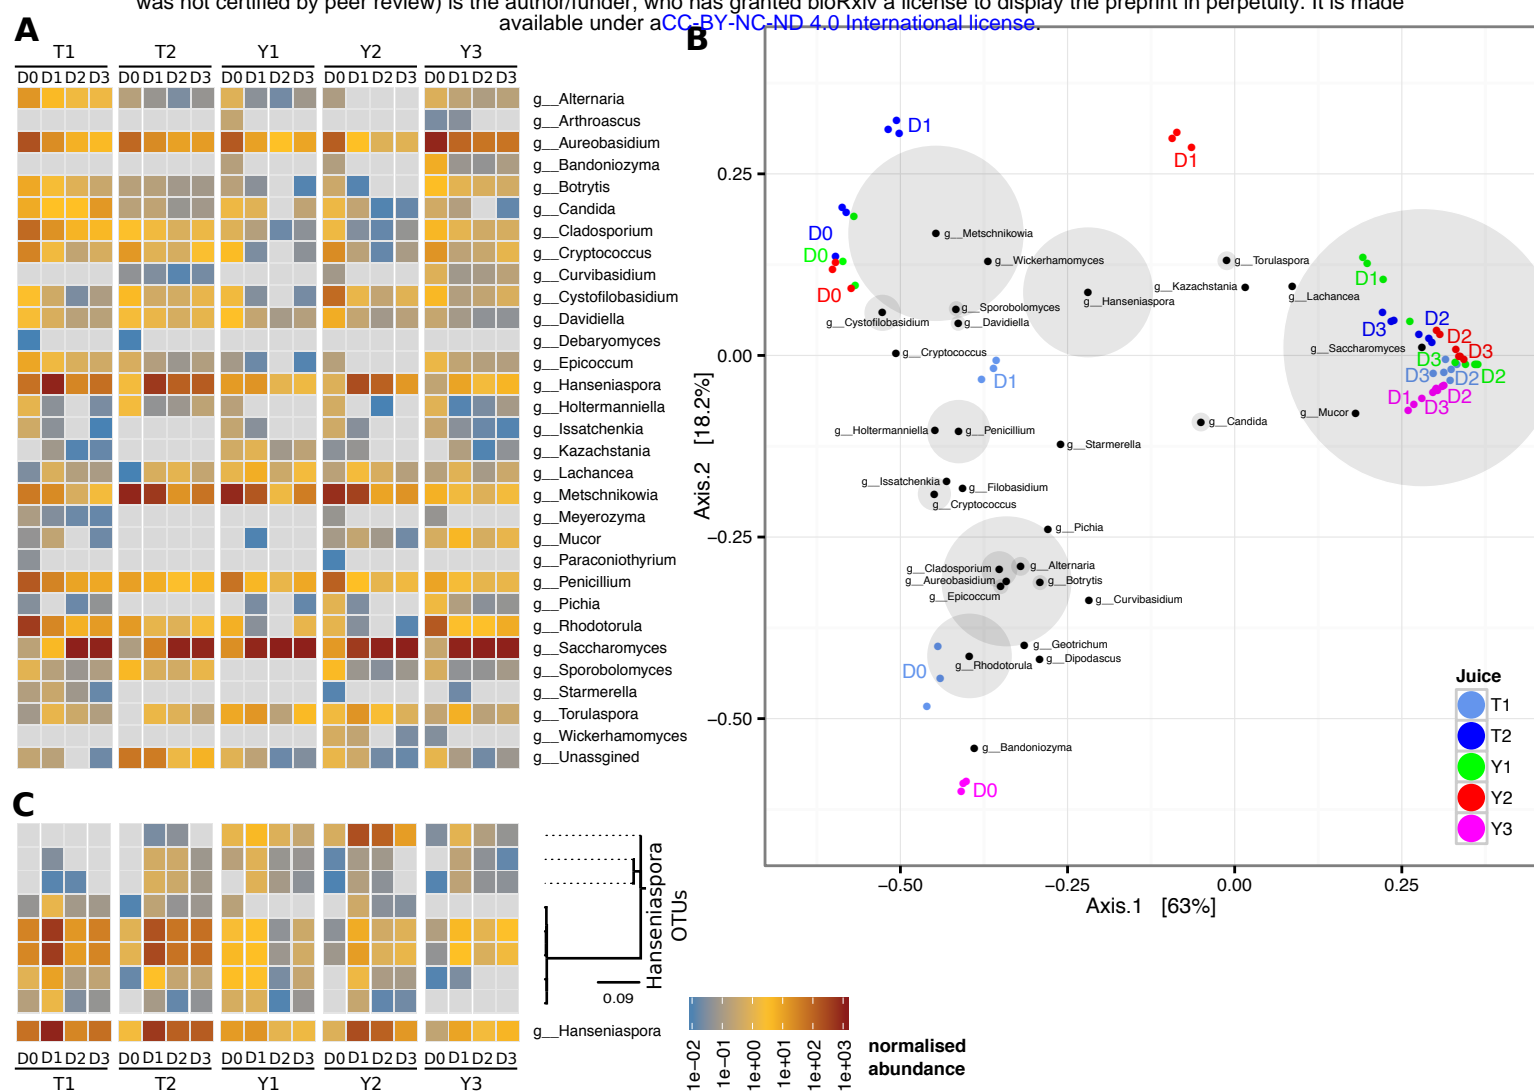 was not certified by peer review) is the author/funder, who has granted bioRxiv a license to display the preprint in perpetuity. It is made
available under aCC-BY-NC-ND 4.0 International license.
A
T1 T2 Y1 Y2 Y3
D0 D1 D2 D3 D0 D1 D2 D3 D0 D1 D2 D3 D0 D1 D2 D3 D0 D1 D2 D3
g__Alternaria
g__Arthroascus
g__Aureobasidium
g__Bandoniozyma
g__Botrytis
g__Candida
g__Cladosporium
g__Cryptococcus
g__Curvibasidium
g__Cystofilobasidium
g__Davidiella
g__Debaryomyces
g__Epicoccum
g__Hanseniaspora
g__Holtermanniella
g__Issatchenkia
g__Kazachstania
g__Lachancea
g__Metschnikowia
g__Meyerozyma
g__Mucor
g__Paraconiothyrium
g__Penicillium
g__Pichia
g__Rhodotorula
g__Saccharomyces
g__Sporobolomyces
g__Starmerella
g__Torulaspora
g__Wickerhamomyces
g__Unassgined
B
D1
D1
D0
D0
D0
g__Metschnikowia
g__Wickerhamomyces
g__Torulaspora
g__Kazachstania
g__Hanseniaspora
g__Lachancea
g__Sporobolomyces
g__Cystofilobasidium
g__Davidiella
g__Cryptococcus
D1
D1
D3 D2
D2
g__Saccharomyces
D3
D3
D3 D2 D2
D1 D3 D2
g__Mucor
g__Candida
g__Holtermanniella
g__Penicillium
g__Starmerella
g__Issatchenkia
g__Filobasidium
g__Cryptococcus
g__Pichia
g__Cladosporium
g__Alternaria
g__Aureobasidium
g__Botrytis
g__Epicoccum
g__Curvibasidium
g__Geotrichum
g__Rhodotorula
g__Dipodascus
D0
g__Bandoniozyma
D0
0.25
0.00
−0.25
−0.50
Axis.2 [18.2%]
−0.50 −0.25 0.00 0.25
Axis.1 [63%]
Juice
T1
T2
Y1
Y2
Y3
C
Hanseniaspora
OTUs
0.09
g__Hanseniaspora
D0 D1 D2 D3 D0 D1 D2 D3 D0 D1 D2 D3 D0 D1 D2 D3 D0 D1 D2 D3
T1 T2 Y1 Y2 Y3
1e−02 1e−01 1e+00 1e+01 1e+02 1e+03
normalised
abundance